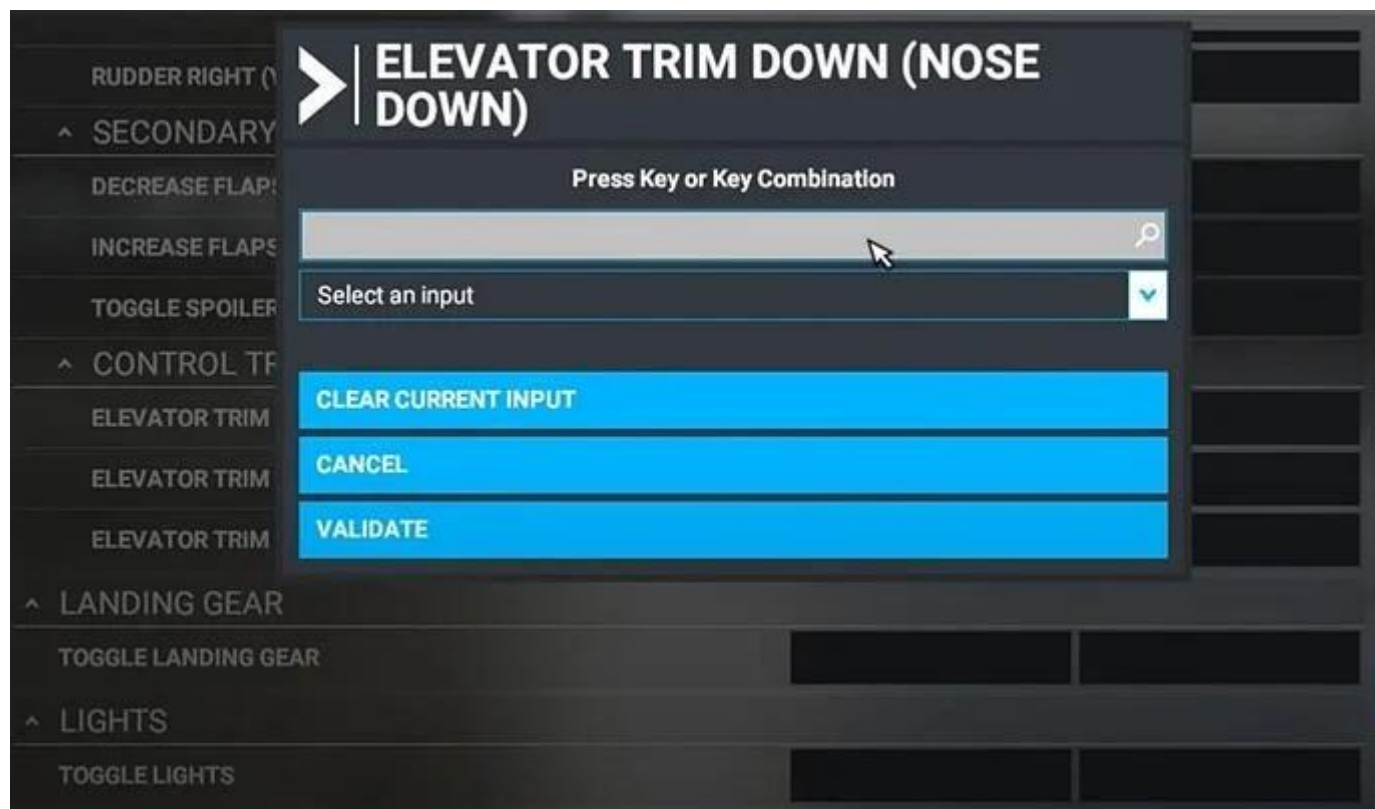 ELEVATOR TRIM DOWN (NOSE
DOWN)
RUDDER RIGHT
SECONDARY
Press Key or Key Combination
DECREASE
INCREASE FLAPS
Select an input
TOGGLE SPOILER
CONTROL
CLEAR CURRENT INPUT
ELEVATOR TRIM
CANCEL
ELEVATOR TRIM
VALIDATE
ELEVATOR TRIM
LANDING GEAR
TOGGLE LANDING GEAR
LIGHTS
TOGGLE LIGHTS